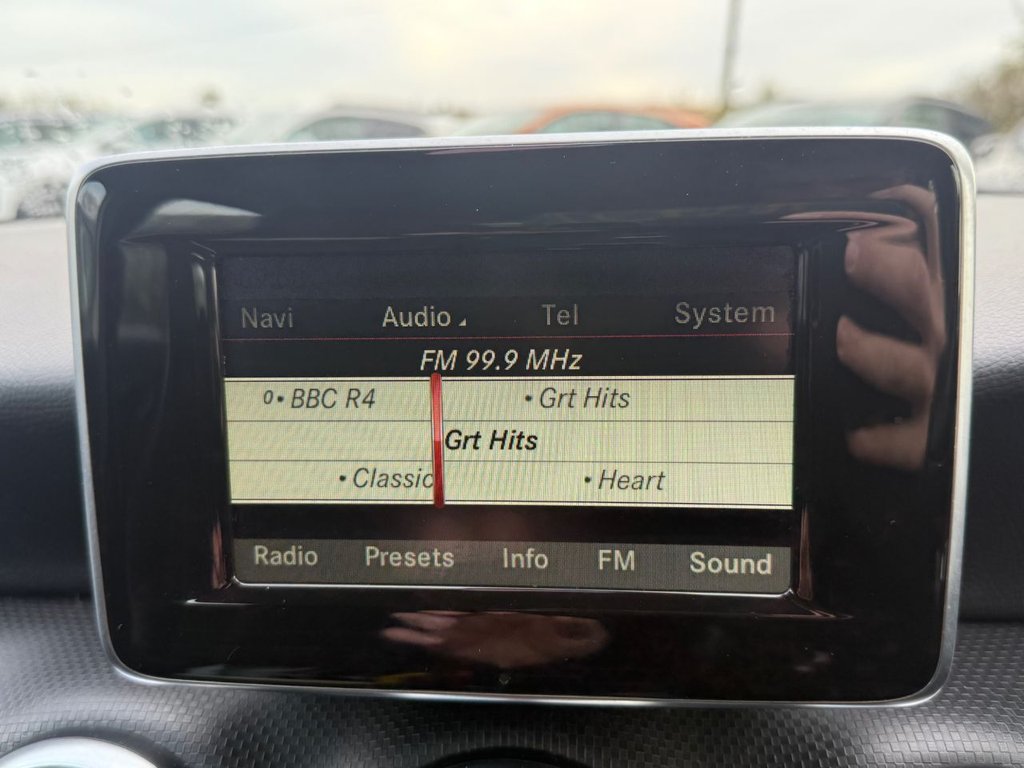 Navi Audio Tel System
FM 99.9 MHz
0• BBC R4 • Grt Hits
Grt Hits
• Classic • Heart
Radio Presets Info FM Sound